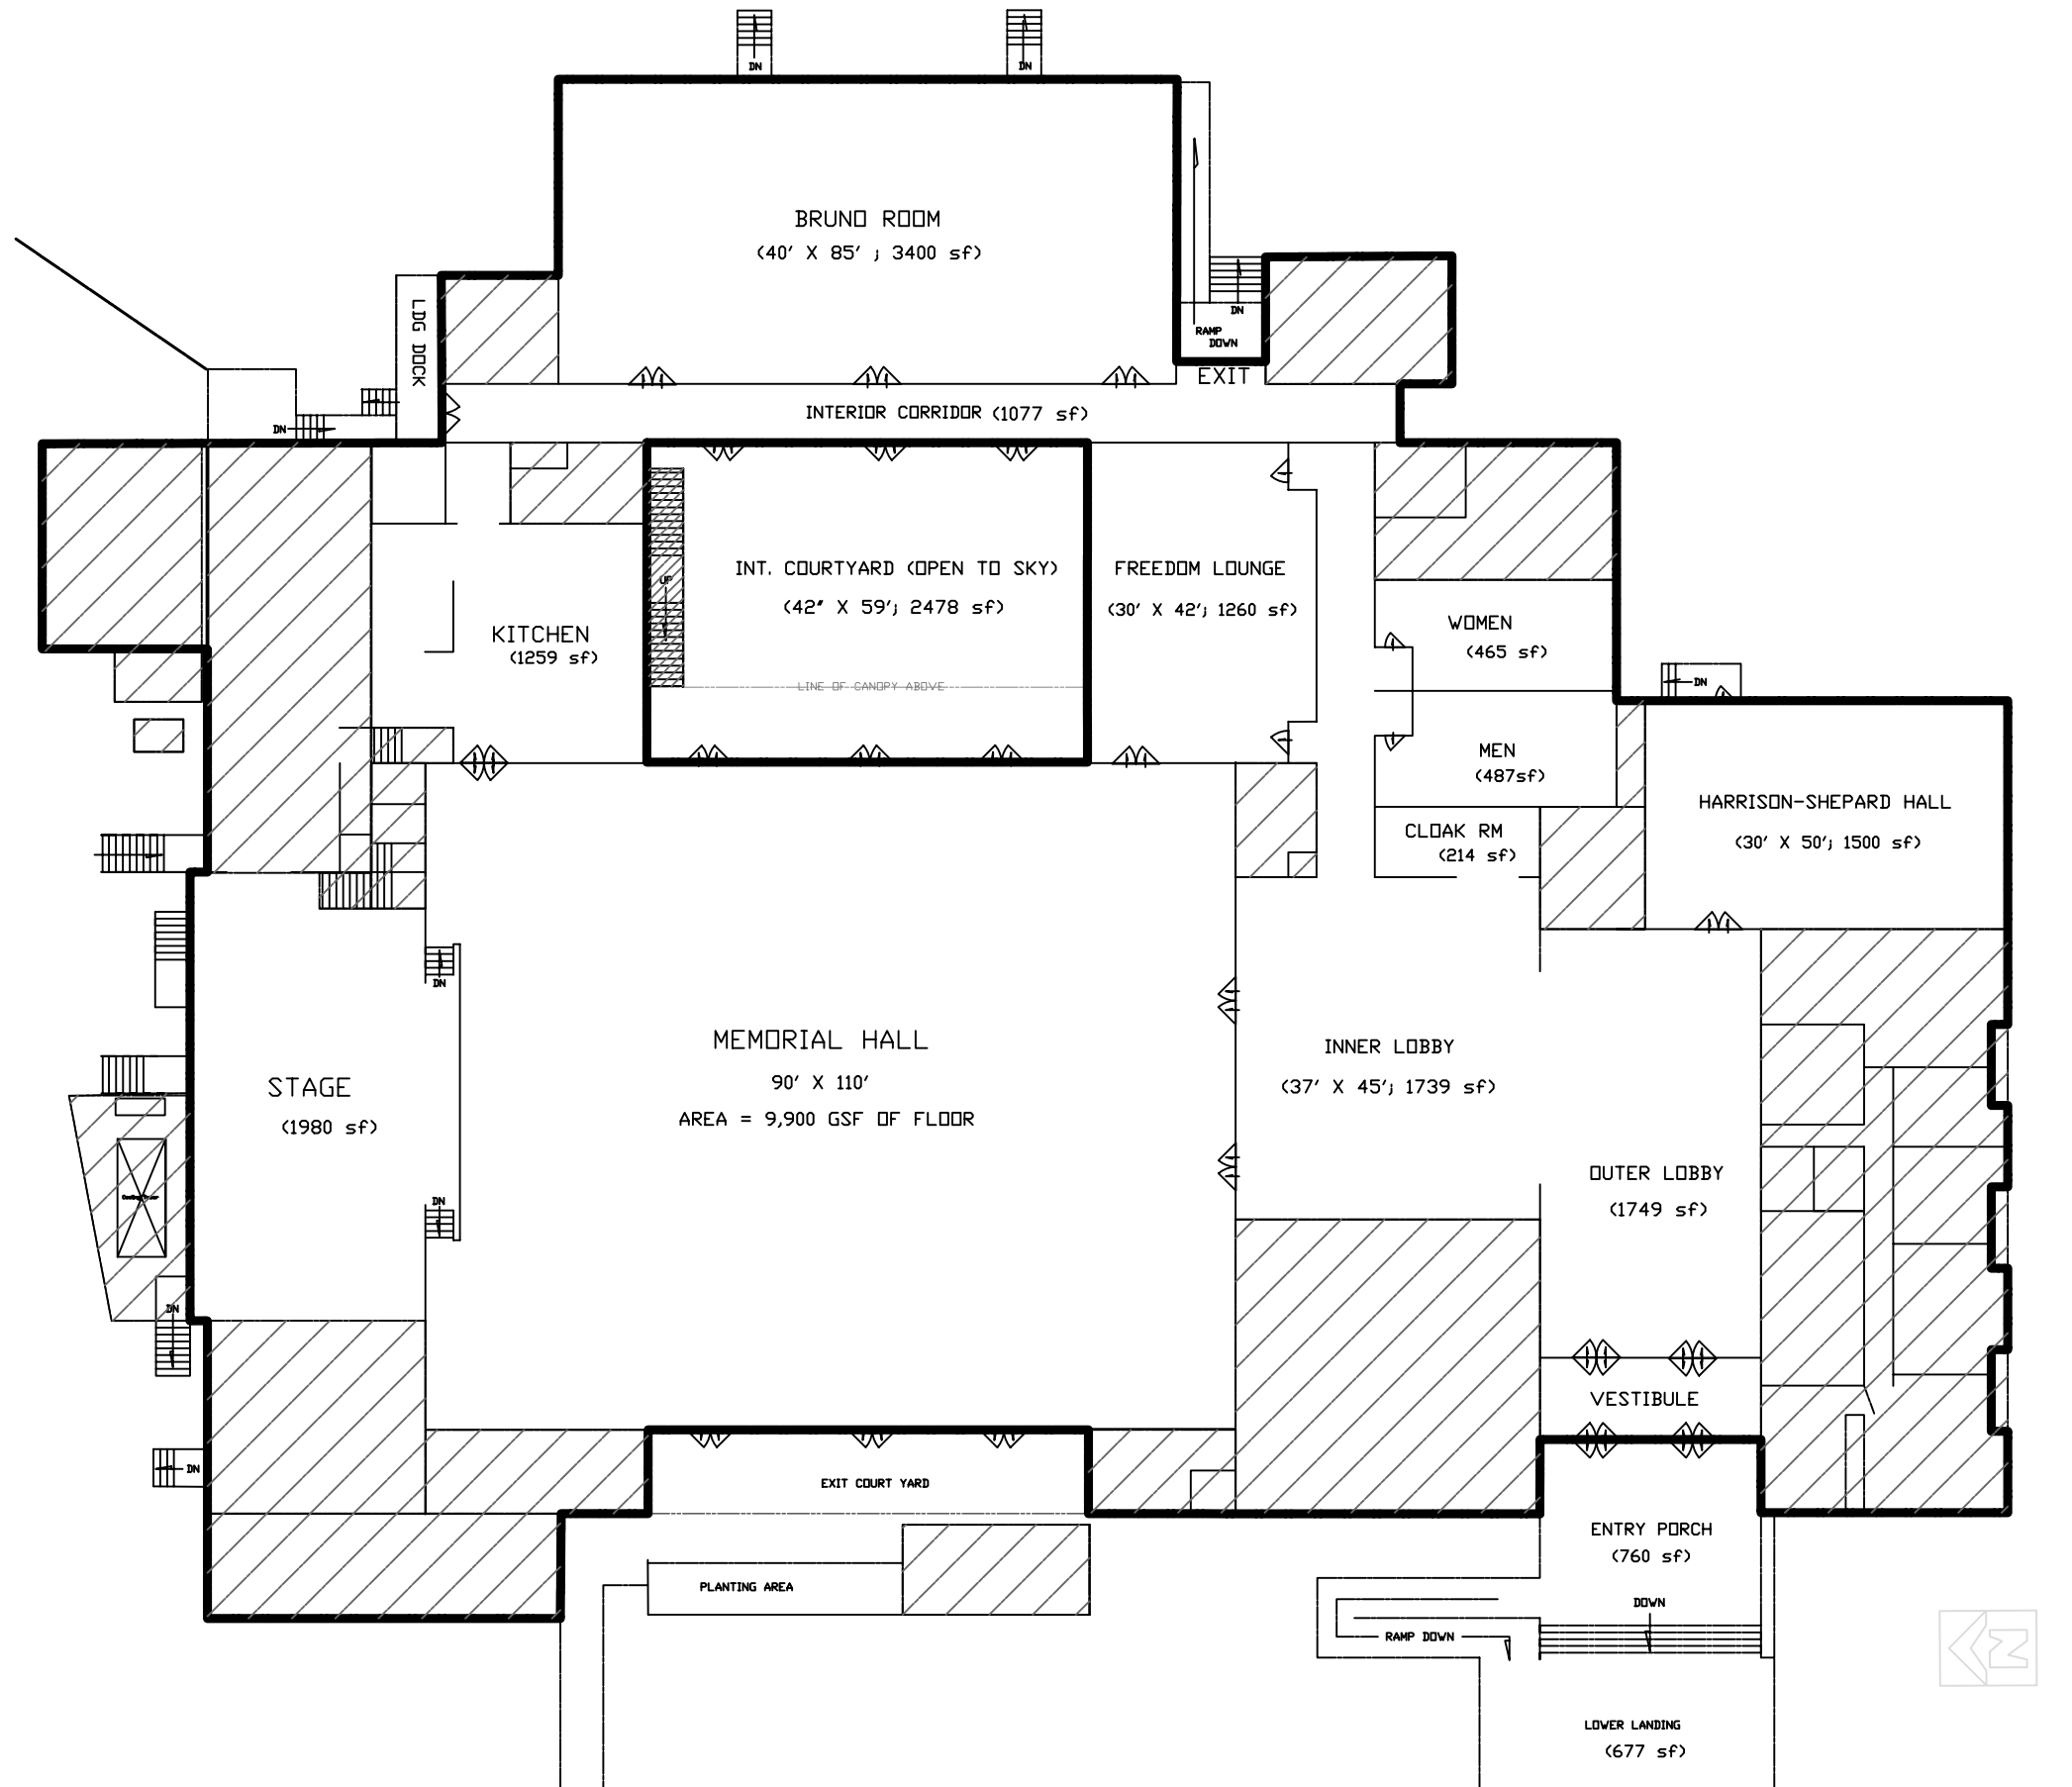 DN
DN
BRUNO ROOM
(40' X 85' ; 3400 sf)
LDG DOCK
DN
RAMP
DOWN
EXIT
INTERIOR CORRIDOR (1077 sf)
DN
INT. COURTYARD (OPEN TO SKY)
(42" X 59'; 2478 sf)
UP
LINE OF CANOPY ABOVE
FREEDOM LOUNGE
(30' X 42'; 1260 sf)
KITCHEN
(1259 sf)
WOMEN
(465 sf)
DN
MEN
(487sf)
HARRISON-SHEPARD HALL
(30' X 50'; 1500 sf)
CLOAK RM
(214 sf)
DN
MEMORIAL HALL
90' X 110'
AREA = 9,900 GSF OF FLOOR
STAGE
(1980 sf)
INNER LOBBY
(37' X 45'; 1739 sf)
OUTER LOBBY
(1749 sf)
DN
DN
VESTIBULE
DN
EXIT COURT YARD
ENTRY PORCH
(760 sf)
PLANTING AREA
DOWN
RAMP DOWN
LOWER LANDING
(677 sf)